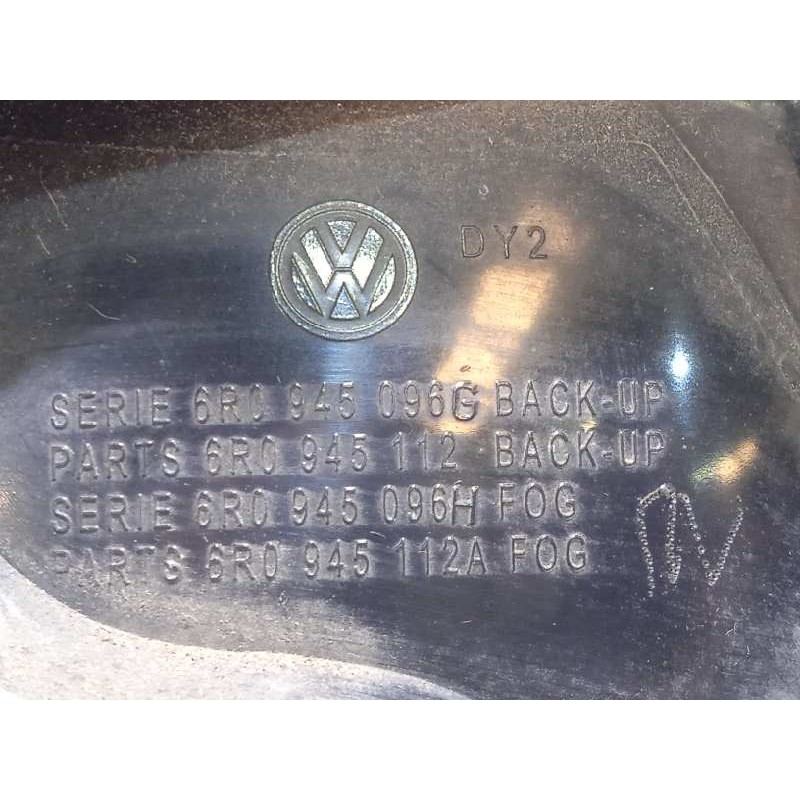 DY2
SERIE 6R0 945 096G BACK-UP
PARTS 6R0 945 112 BACK-UP
SERIE 6R0 945 096H FOG
PARTS 6R0 945 112A FOG